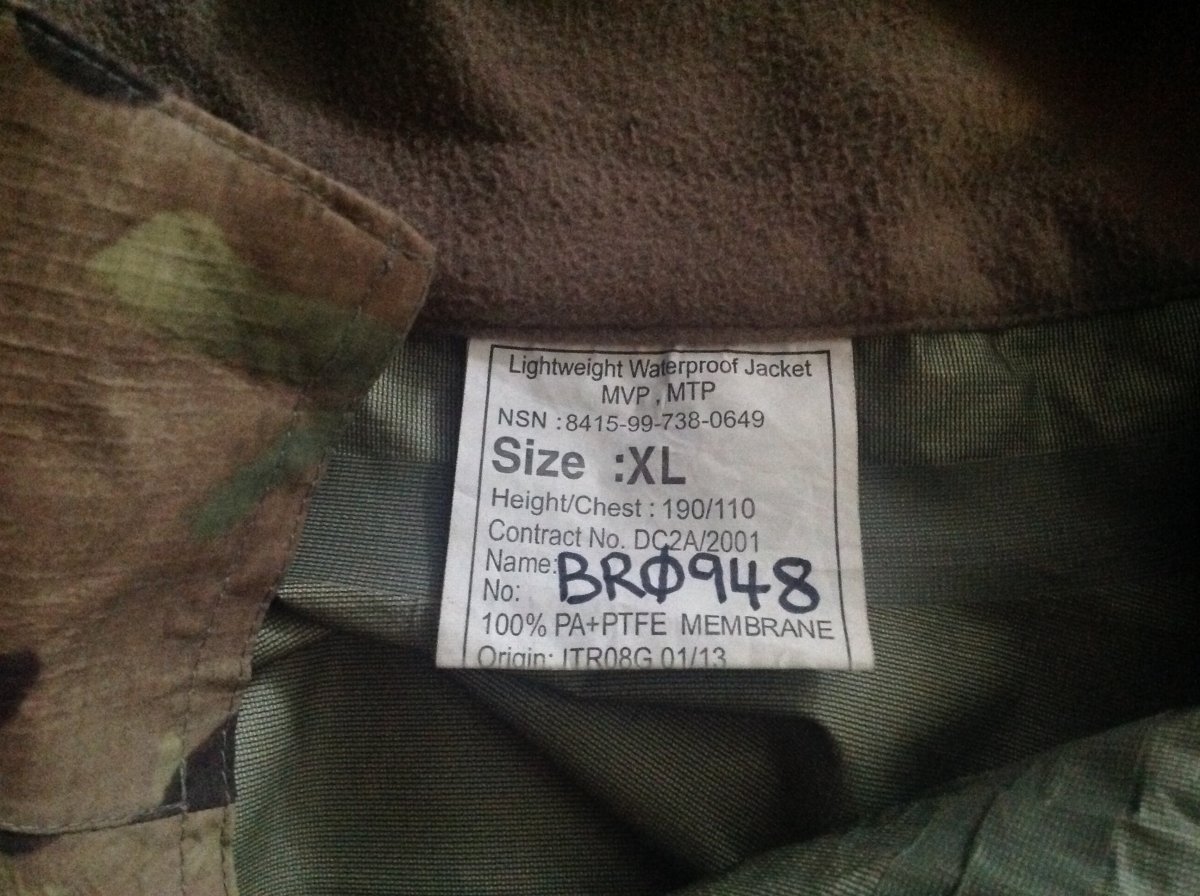 Lightweight Waterproof Jacket
MVP, MTP
NSN :8415-99-738-0649
Size :XL
Height/Chest : 190/110
Contract No. DC2A/2001
Name:
No: BRØ948
100% PA+PTFE MEMBRANE
Origin: ITR08G 01/13